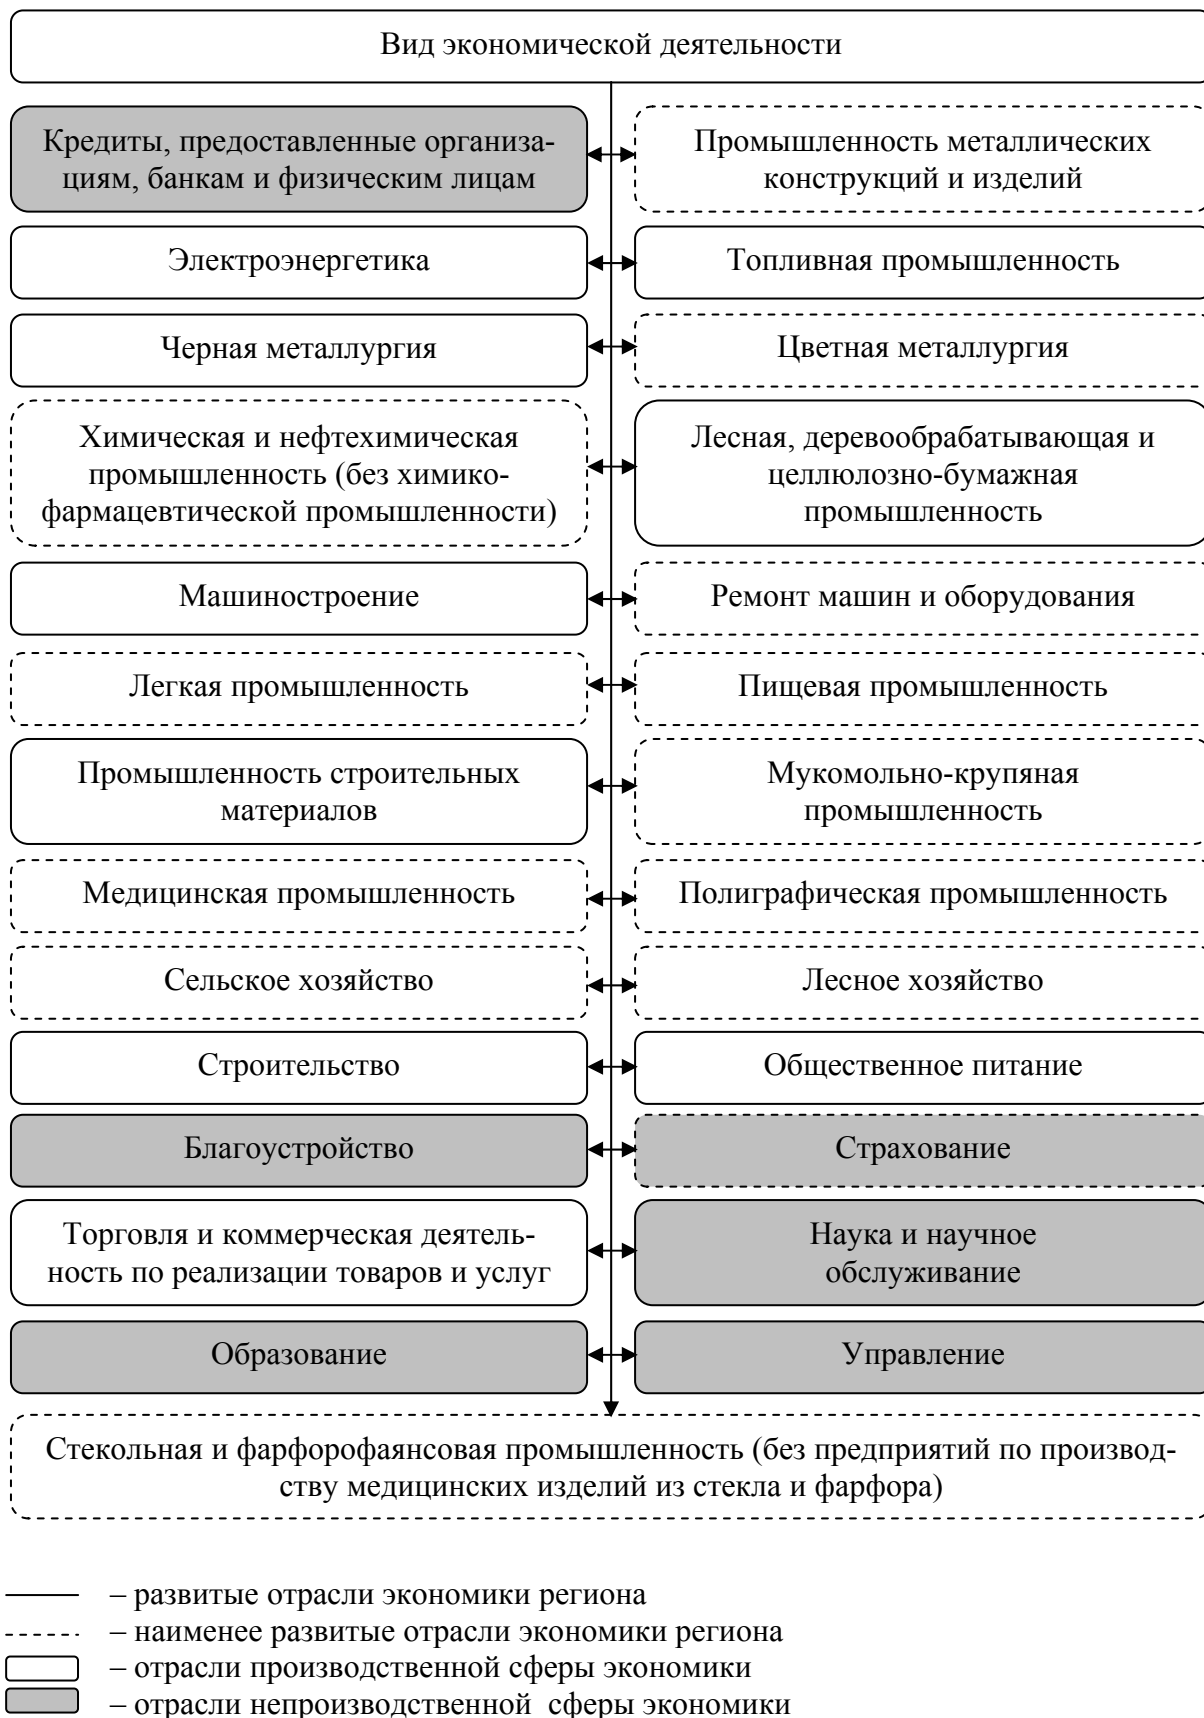 Вид экономической деятельности
Кредиты, предоставленные организа-
циям, банкам и физическим лицам
Промышленность металлических
конструкций и изделий
Электроэнергетика
Топливная промышленность
Черная металлургия
Цветная металлургия
Химическая и нефтехимическая
промышленность (без химико-
фармацевтической промышленности)
Лесная, деревообрабатывающая и
целлюлозно-бумажная
промышленность
Машиностроение
Ремонт машин и оборудования
Легкая промышленность
Пищевая промышленность
Промышленность строительных
материалов
Мукомольно-крупяная
промышленность
Медицинская промышленность
Полиграфическая промышленность
Сельское хозяйство
Лесное хозяйство
Строительство
Общественное питание
Благоустройство
Страхование
Торговля и коммерческая деятель-
ность по реализации товаров и услуг
Наука и научное
обслуживание
Образование
Управление
Стекольная и фарфорофаянсовая промышленность (без предприятий по производ-
ству медицинских изделий из стекла и фарфора)
– развитые отрасли экономики региона
– наименее развитые отрасли экономики региона
– отрасли производственной сферы экономики
– отрасли непроизводственной сферы экономики